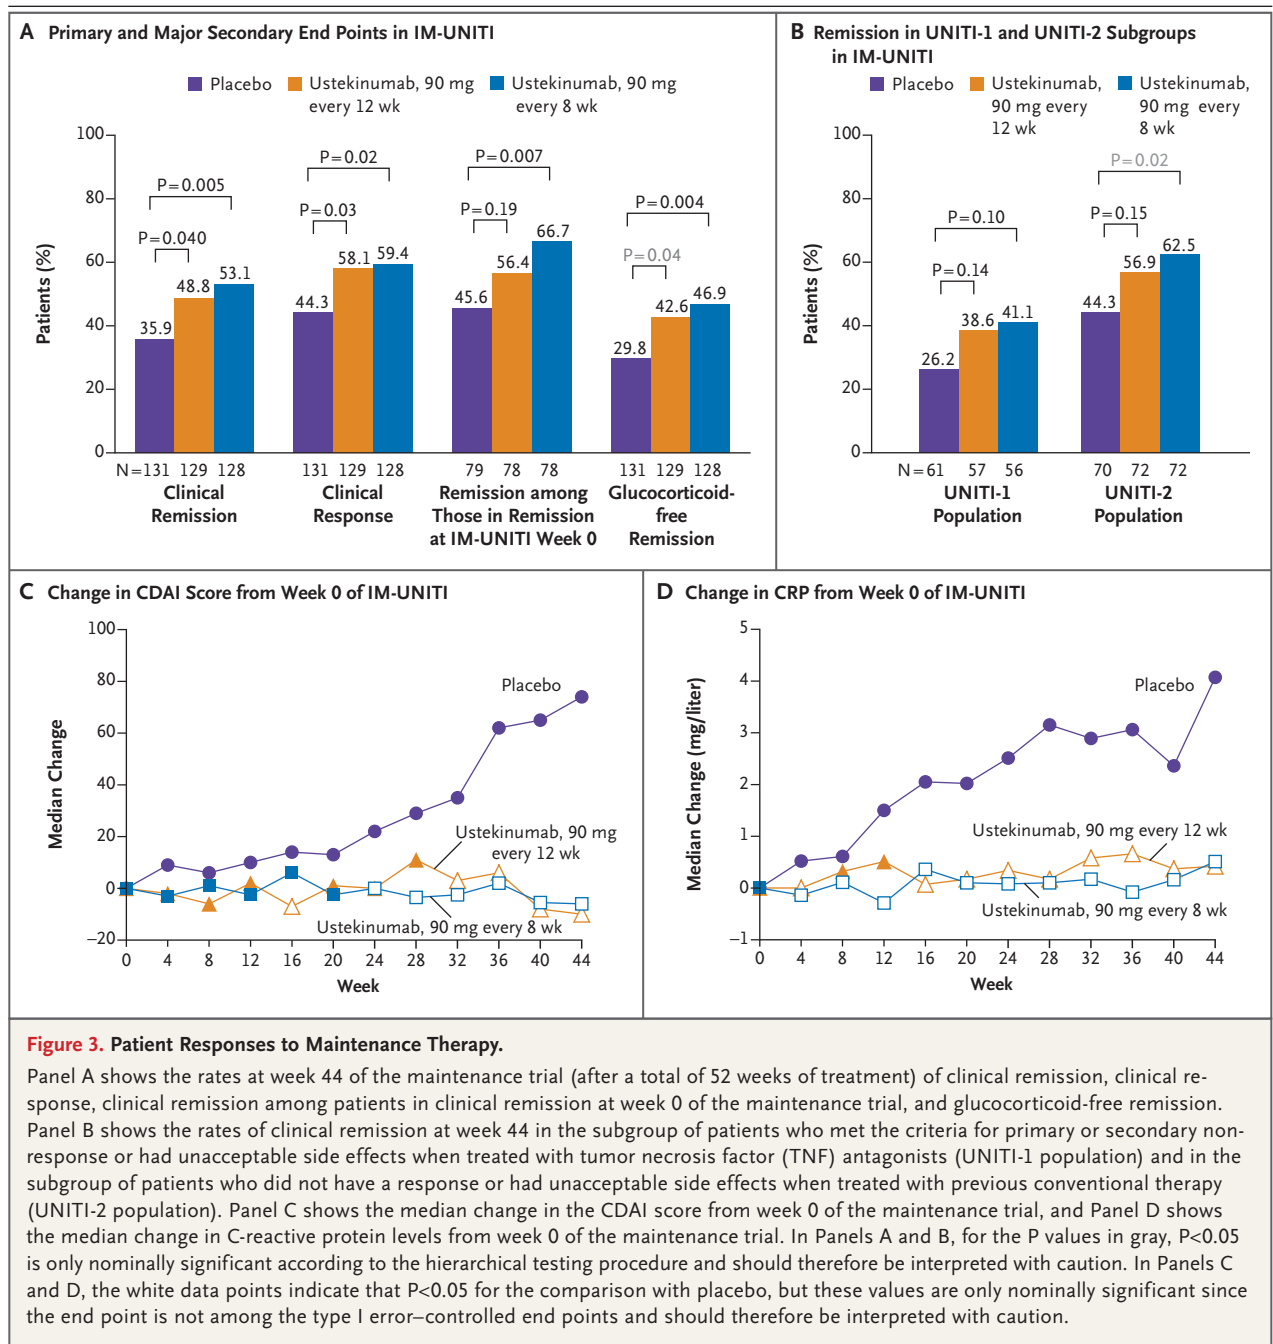 A Primary and Major Secondary End Points in IM-UNITI
Placebo
Ustekinumab, 90 mg
every 12 wk
Ustekinumab, 90 mg
every 8 wk
Patients (%)
100
80
60
40
20
0
P=0.005
P=0.040
35.9
48.8
53.1
P=0.02
P=0.03
44.3
58.1
59.4
P=0.007
P=0.19
45.6
56.4
66.7
P=0.004
P=0.04
29.8
42.6
46.9
N=131 129 128
131 129 128
79 78 78
131 129 128
Clinical
Remission
Clinical
Response
Remission among
Those in Remission
at IM-UNITI Week 0
Glucocorticoid-
free
Remission
B Remission in UNITI-1 and UNITI-2 Subgroups
in IM-UNITI
Placebo
Ustekinumab,
90 mg every
12 wk
Ustekinumab,
90 mg every
8 wk
Patients (%)
100
80
60
40
20
0
P=0.10
P=0.14
26.2
38.6
41.1
P=0.02
P=0.15
44.3
56.9
62.5
N=61 57 56
70 72 72
UNITI-1
Population
UNITI-2
Population
C Change in CDAI Score from Week 0 of IM-UNITI
Median Change
100
80
60
40
20
0
−20
Placebo
Ustekinumab, 90 mg
every 12 wk
Ustekinumab, 90 mg every 8 wk
0 4 8 12 16 20 24 28 32 36 40 44
Week
D Change in CRP from Week 0 of IM-UNITI
Median Change (mg/liter)
5
4
3
2
1
0
−1
Placebo
Ustekinumab, 90 mg every 12 wk
Ustekinumab, 90 mg every 8 wk
0 4 8 12 16 20 24 28 32 36 40 44
Week
Figure 3. Patient Responses to Maintenance Therapy.
Panel A shows the rates at week 44 of the maintenance trial (after a total of 52 weeks of treatment) of clinical remission, clinical re-
sponse, clinical remission among patients in clinical remission at week 0 of the maintenance trial, and glucocorticoid-free remission.
Panel B shows the rates of clinical remission at week 44 in the subgroup of patients who met the criteria for primary or secondary non-
response or had unacceptable side effects when treated with tumor necrosis factor (TNF) antagonists (UNITI-1 population) and in the
subgroup of patients who did not have a response or had unacceptable side effects when treated with previous conventional therapy
(UNITI-2 population). Panel C shows the median change in the CDAI score from week 0 of the maintenance trial, and Panel D shows
the median change in C-reactive protein levels from week 0 of the maintenance trial. In Panels A and B, for the P values in gray, P<0.05
is only nominally significant according to the hierarchical testing procedure and should therefore be interpreted with caution. In Panels C
and D, the white data points indicate that P<0.05 for the comparison with placebo, but these values are only nominally significant since
the end point is not among the type I error–controlled end points and should therefore be interpreted with caution.